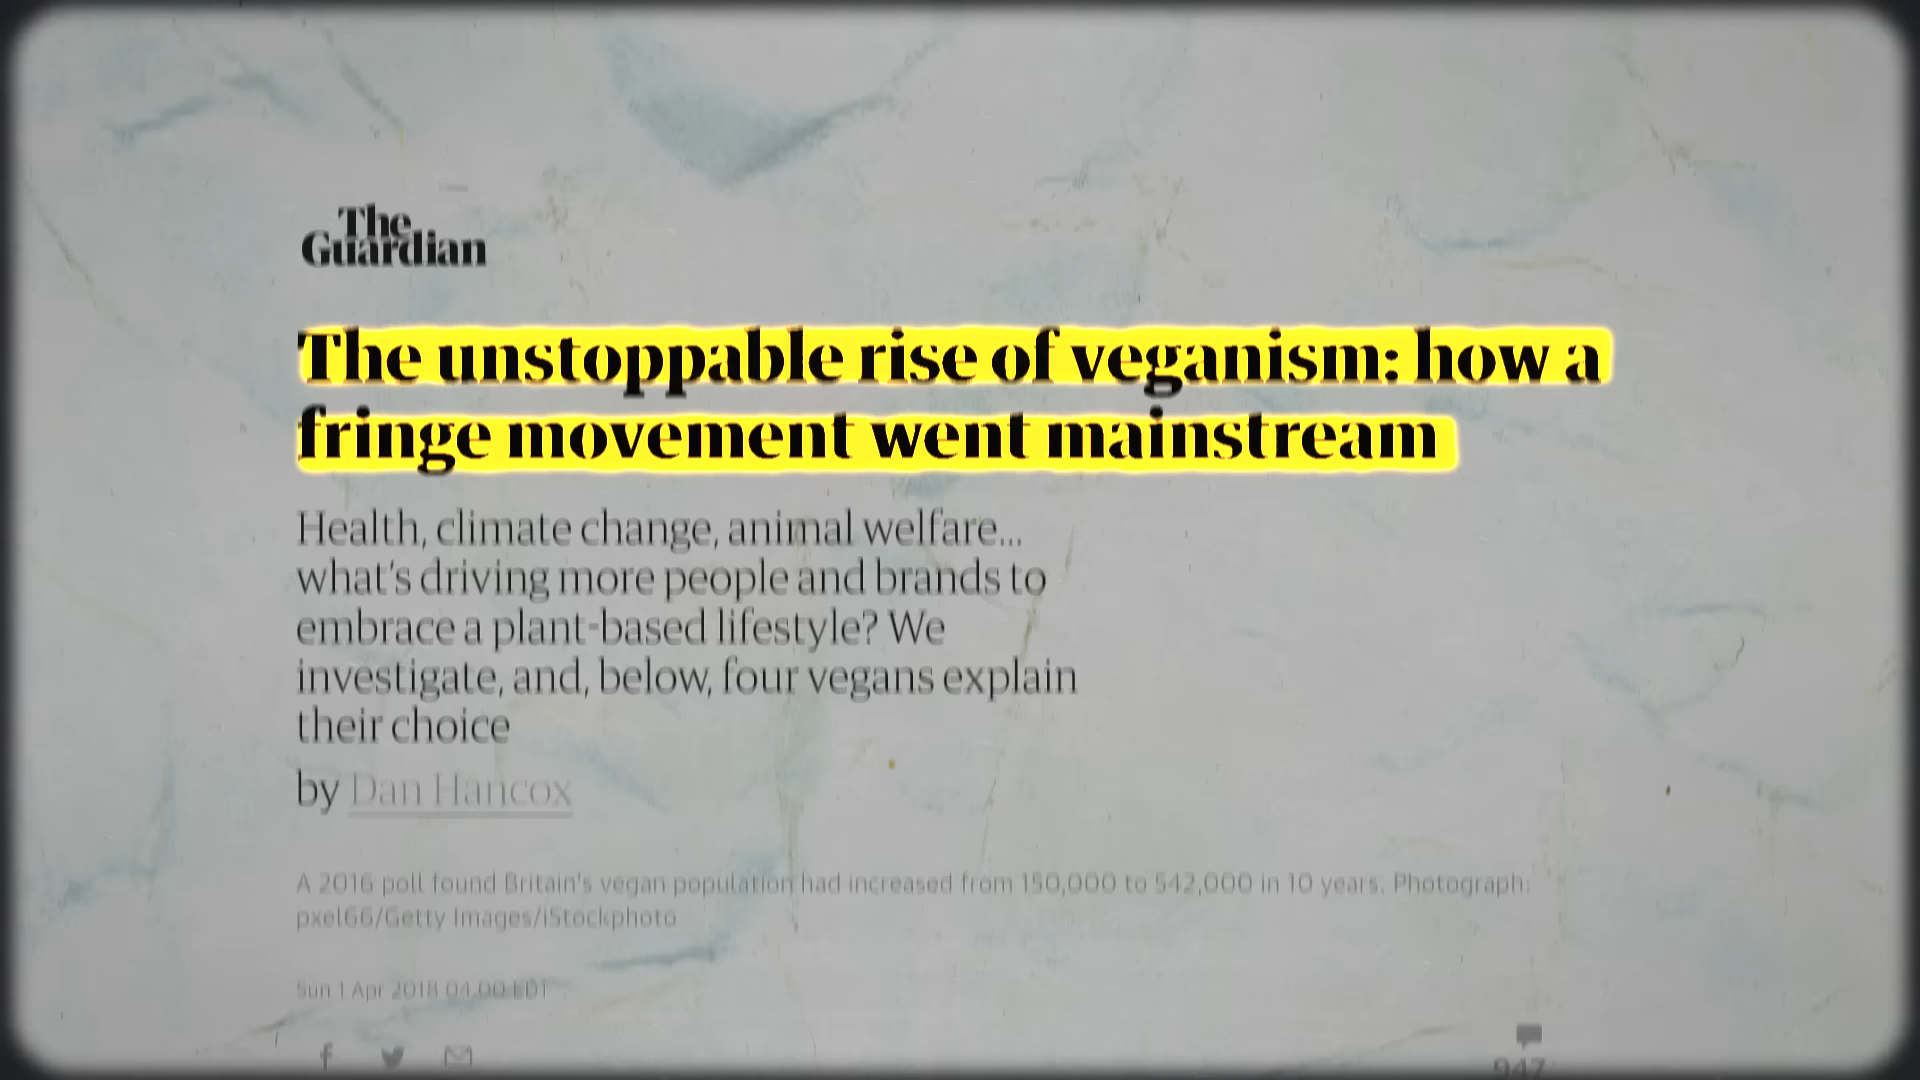 The
Guardian
The unstoppable rise of veganism: how a
fringe movement went mainstream
Health, climate change, animal welfare...
what's driving more people and brands to
embrace a plant-based lifestyle? We
investigate, and, below, four vegans explain
their choice
by Dan Hancox
A 2016 poll found Britain's vegan population had increased from 150,000 to 542,000 in 10 years. Photograph:
pxel66/Getty Images/iStockphoto
Sun 1 Apr 2018 04.00 EDT
947